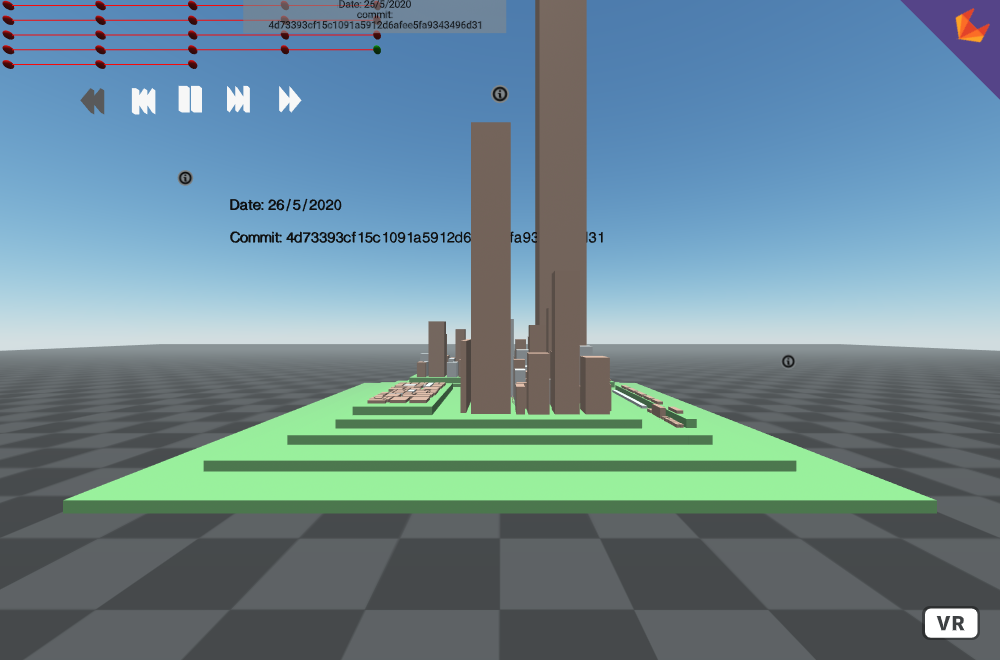 Date: 26/5/2020
commit:
4d73393cf15c1091a5912d6afee5fa9343496d31
Date: 26/5/2020
Commit: 4d73393cf15c1091a5912d6 fa93 d31
VR